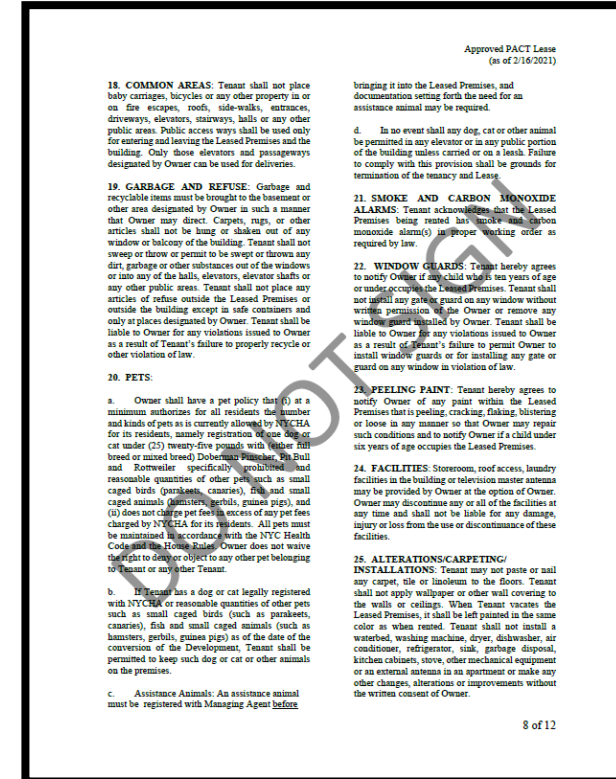 Approved PACT Lease
(as of 2/16/2021)
18. COMMON AREAS: Tenant shall not place
baby carriages, bicycles or any other property in or
on fire escapes, roofs, side-walks, entrances,
driveways, elevators, stairways, halls or any other
public areas. Public access ways shall be used only
for entering and leaving the Leased Premises and the
building. Only those elevators and passageways
designated by Owner can be used for deliveries.
19. GARBAGE AND REFUSE: Garbage and
recyclable items must be brought to the basement or
other area designated by Owner in such a manner
that Owner may direct. Carpets, rugs, or other
articles shall not be hung or shaken out of any
window or balcony of the building. Tenant shall not
sweep or throw or permit to be swept or thrown any
dirt, garbage or other substances out of the windows
or into any of the halls, elevators, elevator shafts or
any other public areas. Tenant shall not place any
articles of refuse outside the Leased Premises or
outside the building except in safe containers and
only at places designated by Owner. Tenant shall be
liable to Owner for any violations issued to Owner
as a result of Tenant's failure to properly recycle or
other violation of law.
20. PETS:
a. Owner shall have a pet policy that (i) at a
minimum authorizes for all residents the number
and kinds of pets as is currently allowed by NYCHA
for its residents, namely registration of one dog or
cat under (25) twenty-five pounds with (either full
breed or mixed breed) Doberman Pinscher, Pit Bull
and Rottweiler specifically prohibited and
reasonable quantities of other pets such as small
caged birds (parakeets, canaries), fish and small
caged animals (hamsters, gerbils, guinea pigs), and
(ii) does not charge pet fees in excess of any pet fees
charged by NYCHA for its residents. All pets must
be maintained in accordance with the NYC Health
Code and the House Rules. Owner does not waive
the right to deny or object to any other pet belonging
to Tenant or any other Tenant.
b. If Tenant has a dog or cat legally registered
with NYCHA or reasonable quantities of other pets
such as small caged birds (such as parakeets,
canaries), fish and small caged animals (such as
hamsters, gerbils, guinea pigs) as of the date of the
conversion of the Development, Tenant shall be
permitted to keep such dog or cat or other animals
on the premises.
c. Assistance Animals: An assistance animal
must be registered with Managing Agent before
bringing it into the Leased Premises, and
documentation setting forth the need for an
assistance animal may be required.
d. In no event shall any dog, cat or other animal
be permitted in any elevator or in any public portion
of the building unless carried or on a leash. Failure
to comply with this provision shall be grounds for
termination of the tenancy and Lease.
21. SMOKE AND CARBON MONOXIDE
ALARMS: Tenant acknowledges that the Leased
Premises being rented has smoke and carbon
monoxide alarm(s) in proper working order as
required by law.
22. WINDOW GUARDS: Tenant hereby agrees
to notify Owner if any child who is ten years of age
or under occupies the Leased Premises. Tenant shall
not install any gate or guard on any window without
written permission of the Owner or remove any
window guard installed by Owner. Tenant shall be
liable to Owner for any violations issued to Owner
as a result of Tenant's failure to permit Owner to
install window guards or for installing any gate or
guard on any window in violation of law.
23. PEELING PAINT: Tenant hereby agrees to
notify Owner of any paint within the Leased
Premises that is peeling, cracking, flaking, blistering
or loose in any manner so that Owner may repair
such conditions and to notify Owner if a child under
six years of age occupies the Leased Premises.
24. FACILITIES: Storeroom, roof access, laundry
facilities in the building or television master antenna
may be provided by Owner at the option of Owner.
Owner may discontinue any or all of the facilities at
any time and shall not be liable for any damage,
injury or loss from the use or discontinuance of these
facilities.
25. ALTERATIONS/CARPETING/
INSTALLATIONS: Tenant may not paste or nail
any carpet, tile or linoleum to the floors. Tenant
shall not apply wallpaper or other wall covering to
the walls or ceilings. When Tenant vacates the
Leased Premises, it shall be left painted in the same
color as when rented. Tenant shall not install a
waterbed, washing machine, dryer, dishwasher, air
conditioner, refrigerator, sink, garbage disposal,
kitchen cabinets, stove, other mechanical equipment
or an external antenna in an apartment or make any
other changes, alterations or improvements without
the written consent of Owner.
DO NOT SIGN
8 of 12